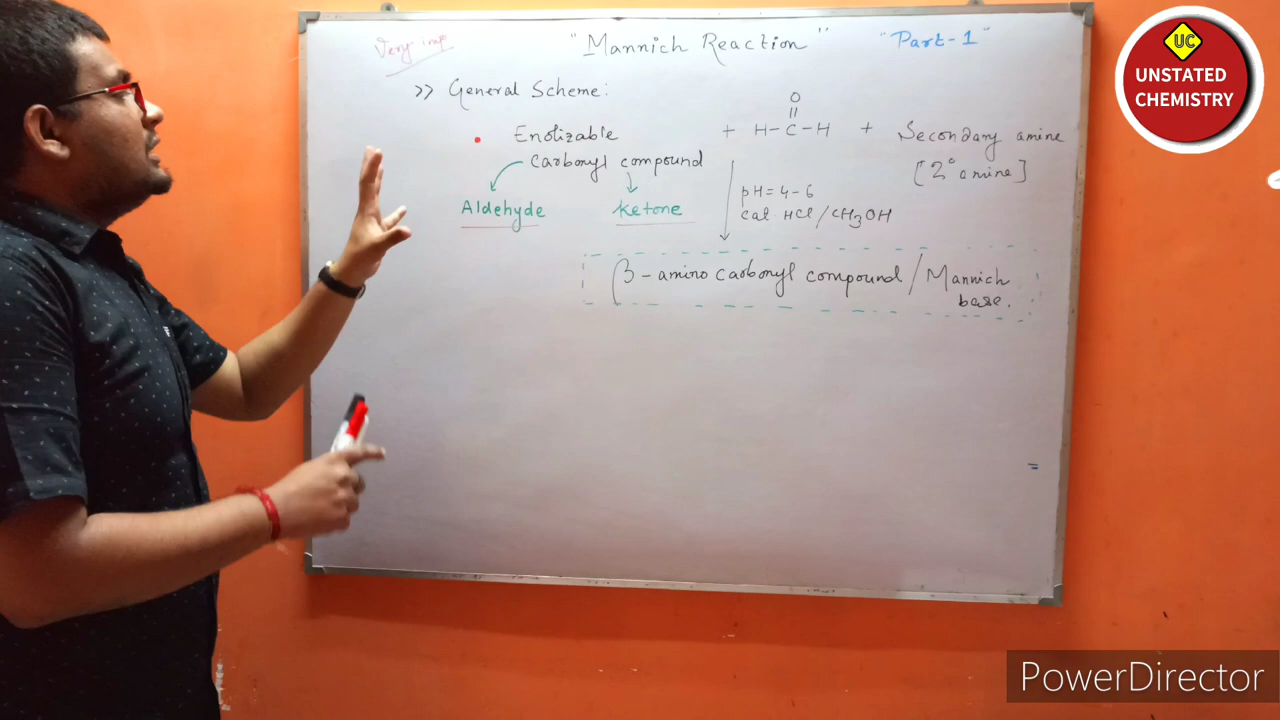 Very imp
"Mannich Reaction"
"Part-1"
>> General Scheme:
• Enolizable
Carbonyl compound
Aldehyde
Ketone
O
||
+ H-C-H + Secondary amine
[2° amine]
pH = 4-6
cat HCl/CH3OH
β-amino carbonyl compound/Mannich
base.
=
UC
UNSTATED
CHEMISTRY
PowerDirector